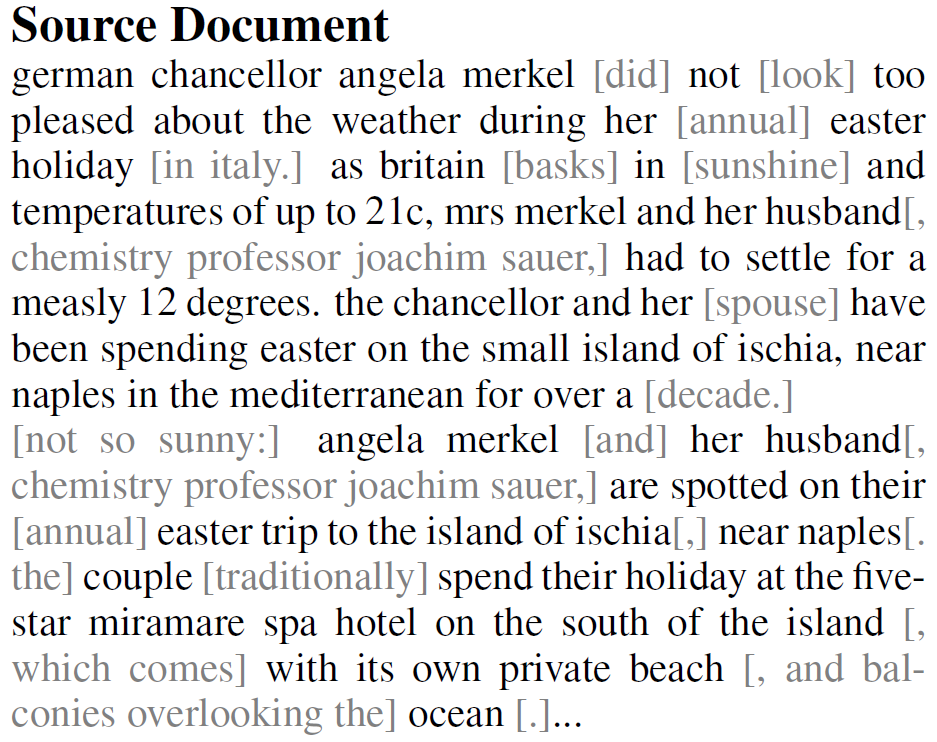 Source Document
german chancellor angela merkel [did] not [look] too
pleased about the weather during her [annual] easter
holiday [in italy.] as britain [basks] in [sunshine] and
temperatures of up to 21c, mrs merkel and her husband[,
chemistry professor joachim sauer,] had to settle for a
measly 12 degrees. the chancellor and her [spouse] have
been spending easter on the small island of ischia, near
naples in the mediterranean for over a [decade.]
[not so sunny:] angela merkel [and] her husband[,
chemistry professor joachim sauer,] are spotted on their
[annual] easter trip to the island of ischia[,] near naples[.
the] couple [traditionally] spend their holiday at the five-
star miramare spa hotel on the south of the island [,
which comes] with its own private beach [, and bal-
conies overlooking the] ocean [.]...